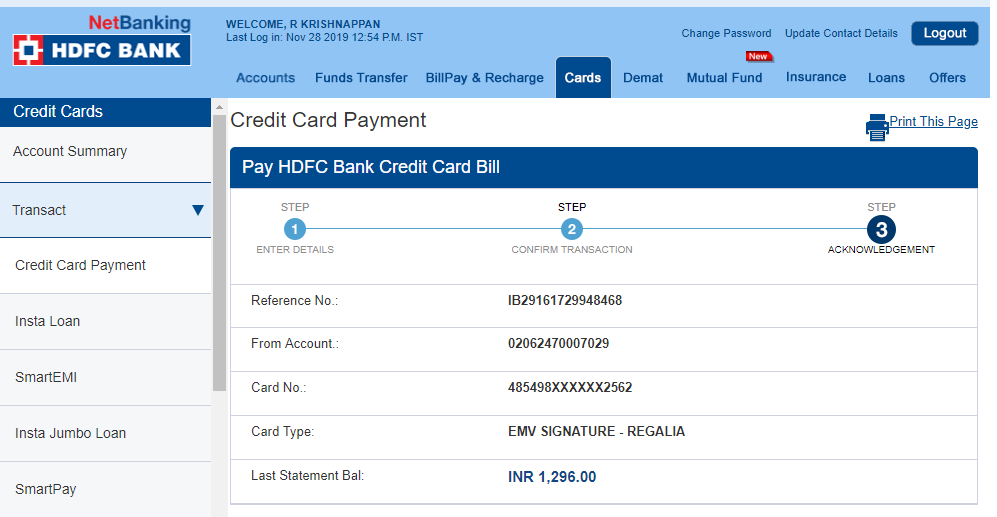 NetBanking
HDFC BANK
WELCOME, R KRISHNAPPAN
Last Log in: Nov 28 2019 12:54 P.M. IST
Change Password Update Contact Details Logout
New
Accounts Funds Transfer BillPay & Recharge Cards Demat Mutual Fund Insurance Loans Offers
Credit Cards
Account Summary
Transact
Credit Card Payment
Insta Loan
SmartEMI
Insta Jumbo Loan
SmartPay
Credit Card Payment
Print This Page
Pay HDFC Bank Credit Card Bill
STEP STEP STEP
1 2 3
ENTER DETAILS CONFIRM TRANSACTION ACKNOWLEDGEMENT
Reference No.: IB29161729948468
From Account.: 02062470007029
Card No.: 485498XXXXXX2562
Card Type: EMV SIGNATURE - REGALIA
Last Statement Bal: INR 1,296.00